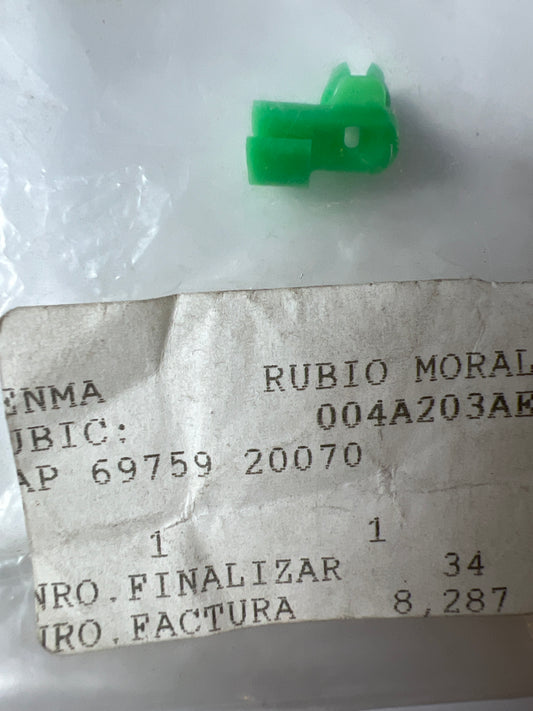 ENMA RUBIO MORAL
UBIC: 004A203AE
AP 69759 20070
1 1
NRO.FINALIZAR 34
NRO.FACTURA 8,287